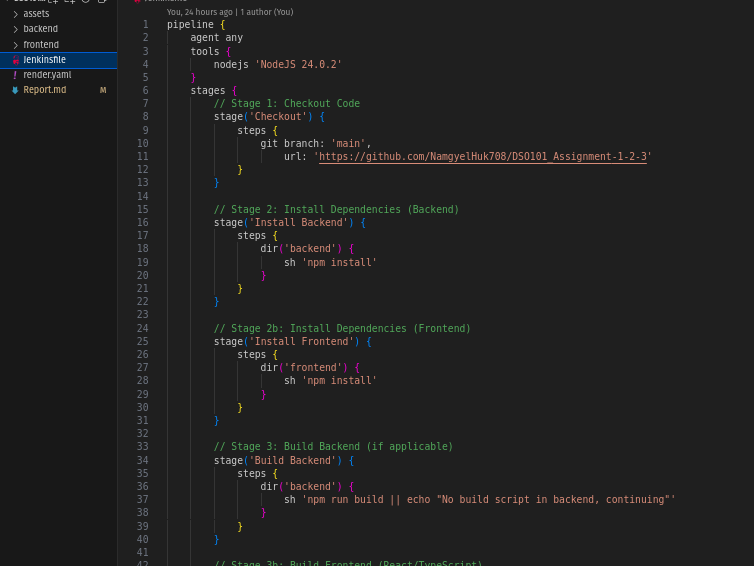 assets
backend
frontend
Jenkinsfile
render.yaml
Report.md M
You, 24 hours ago | 1 author (You)
1 pipeline {
2 agent any
3 tools {
4 nodejs 'NodeJS 24.0.2'
5 }
6 stages {
7 // Stage 1: Checkout Code
8 stage('Checkout') {
9 steps {
10 git branch: 'main',
11 url: 'https://github.com/NamgyelHuk708/DSO101_Assignment-1-2-3'
12 }
13 }
14
15 // Stage 2: Install Dependencies (Backend)
16 stage('Install Backend') {
17 steps {
18 dir('backend') {
19 sh 'npm install'
20 }
21 }
22 }
23
24 // Stage 2b: Install Dependencies (Frontend)
25 stage('Install Frontend') {
26 steps {
27 dir('frontend') {
28 sh 'npm install'
29 }
30 }
31 }
32
33 // Stage 3: Build Backend (if applicable)
34 stage('Build Backend') {
35 steps {
36 dir('backend') {
37 sh 'npm run build || echo "No build script in backend, continuing"'
38 }
39 }
40 }
41
42 // Stage 3b: Build Frontend (React/TypeScript)